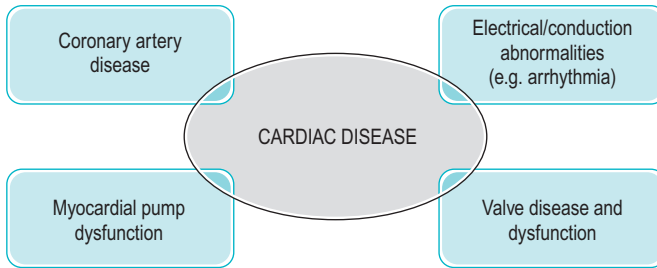 Coronary artery
disease
Electrical/conduction
abnormalities
(e.g. arrhythmia)
CARDIAC DISEASE
Myocardial pump
dysfunction
Valve disease and
dysfunction